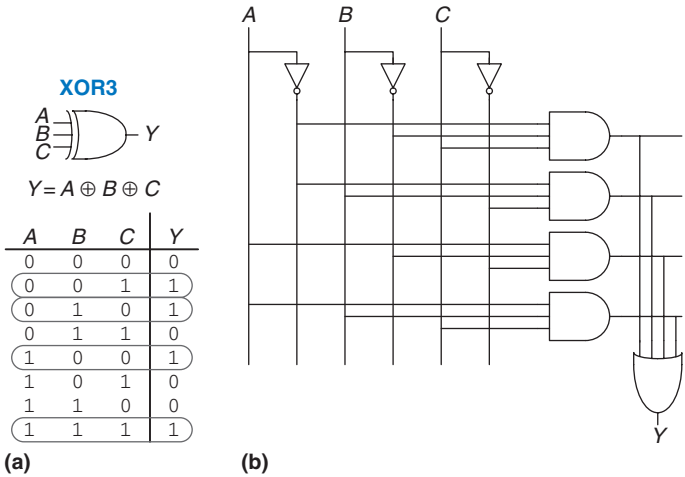 XOR3
A
B
C
Y
Y = A ⊕ B ⊕ C
A B C Y
0 0 0 0
0 0 1 1
0 1 0 1
0 1 1 0
1 0 0 1
1 0 1 0
1 1 0 0
1 1 1 1
(a)
A B C
Y
(b)